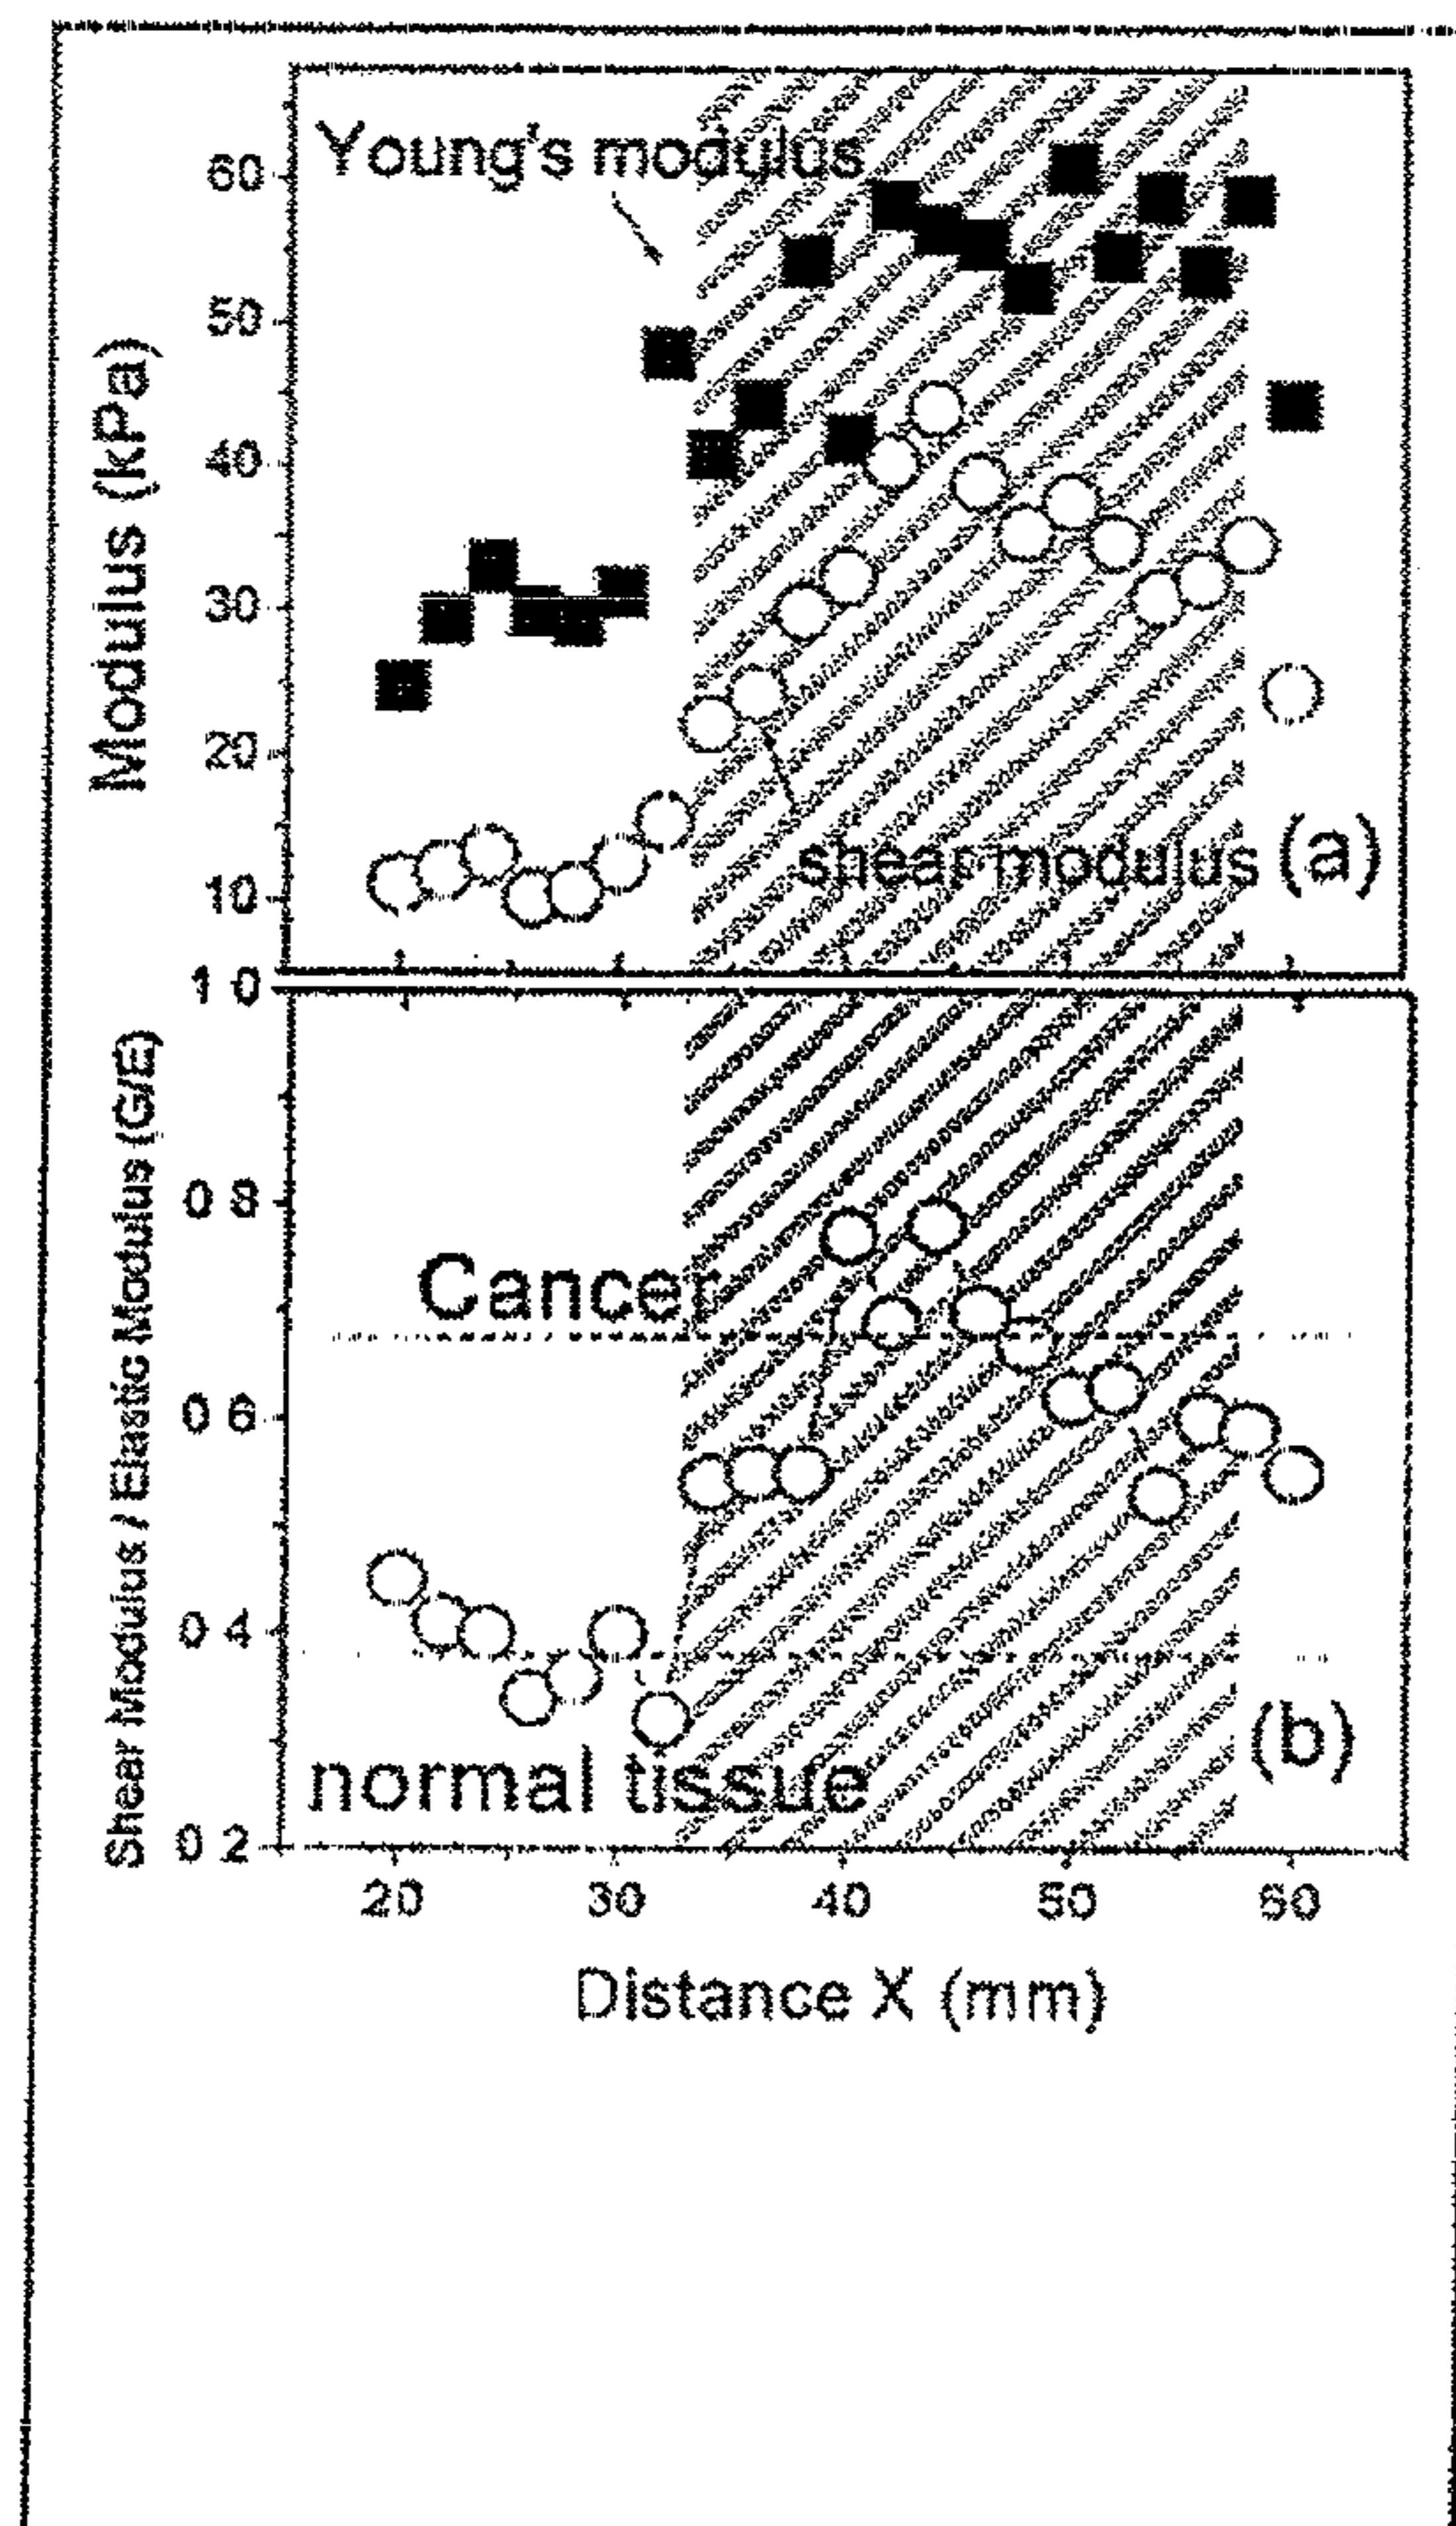 Young's modulus
60
50
40
30
20
10
Modulus (kPa)
shear modulus (a)
1 0
0 8
0 6
0 4
0 2
Shear Modulus / Elastic Modulus (G/E)
Cancer
normal tissue
(b)
20 30 40 50 60
Distance X (mm)